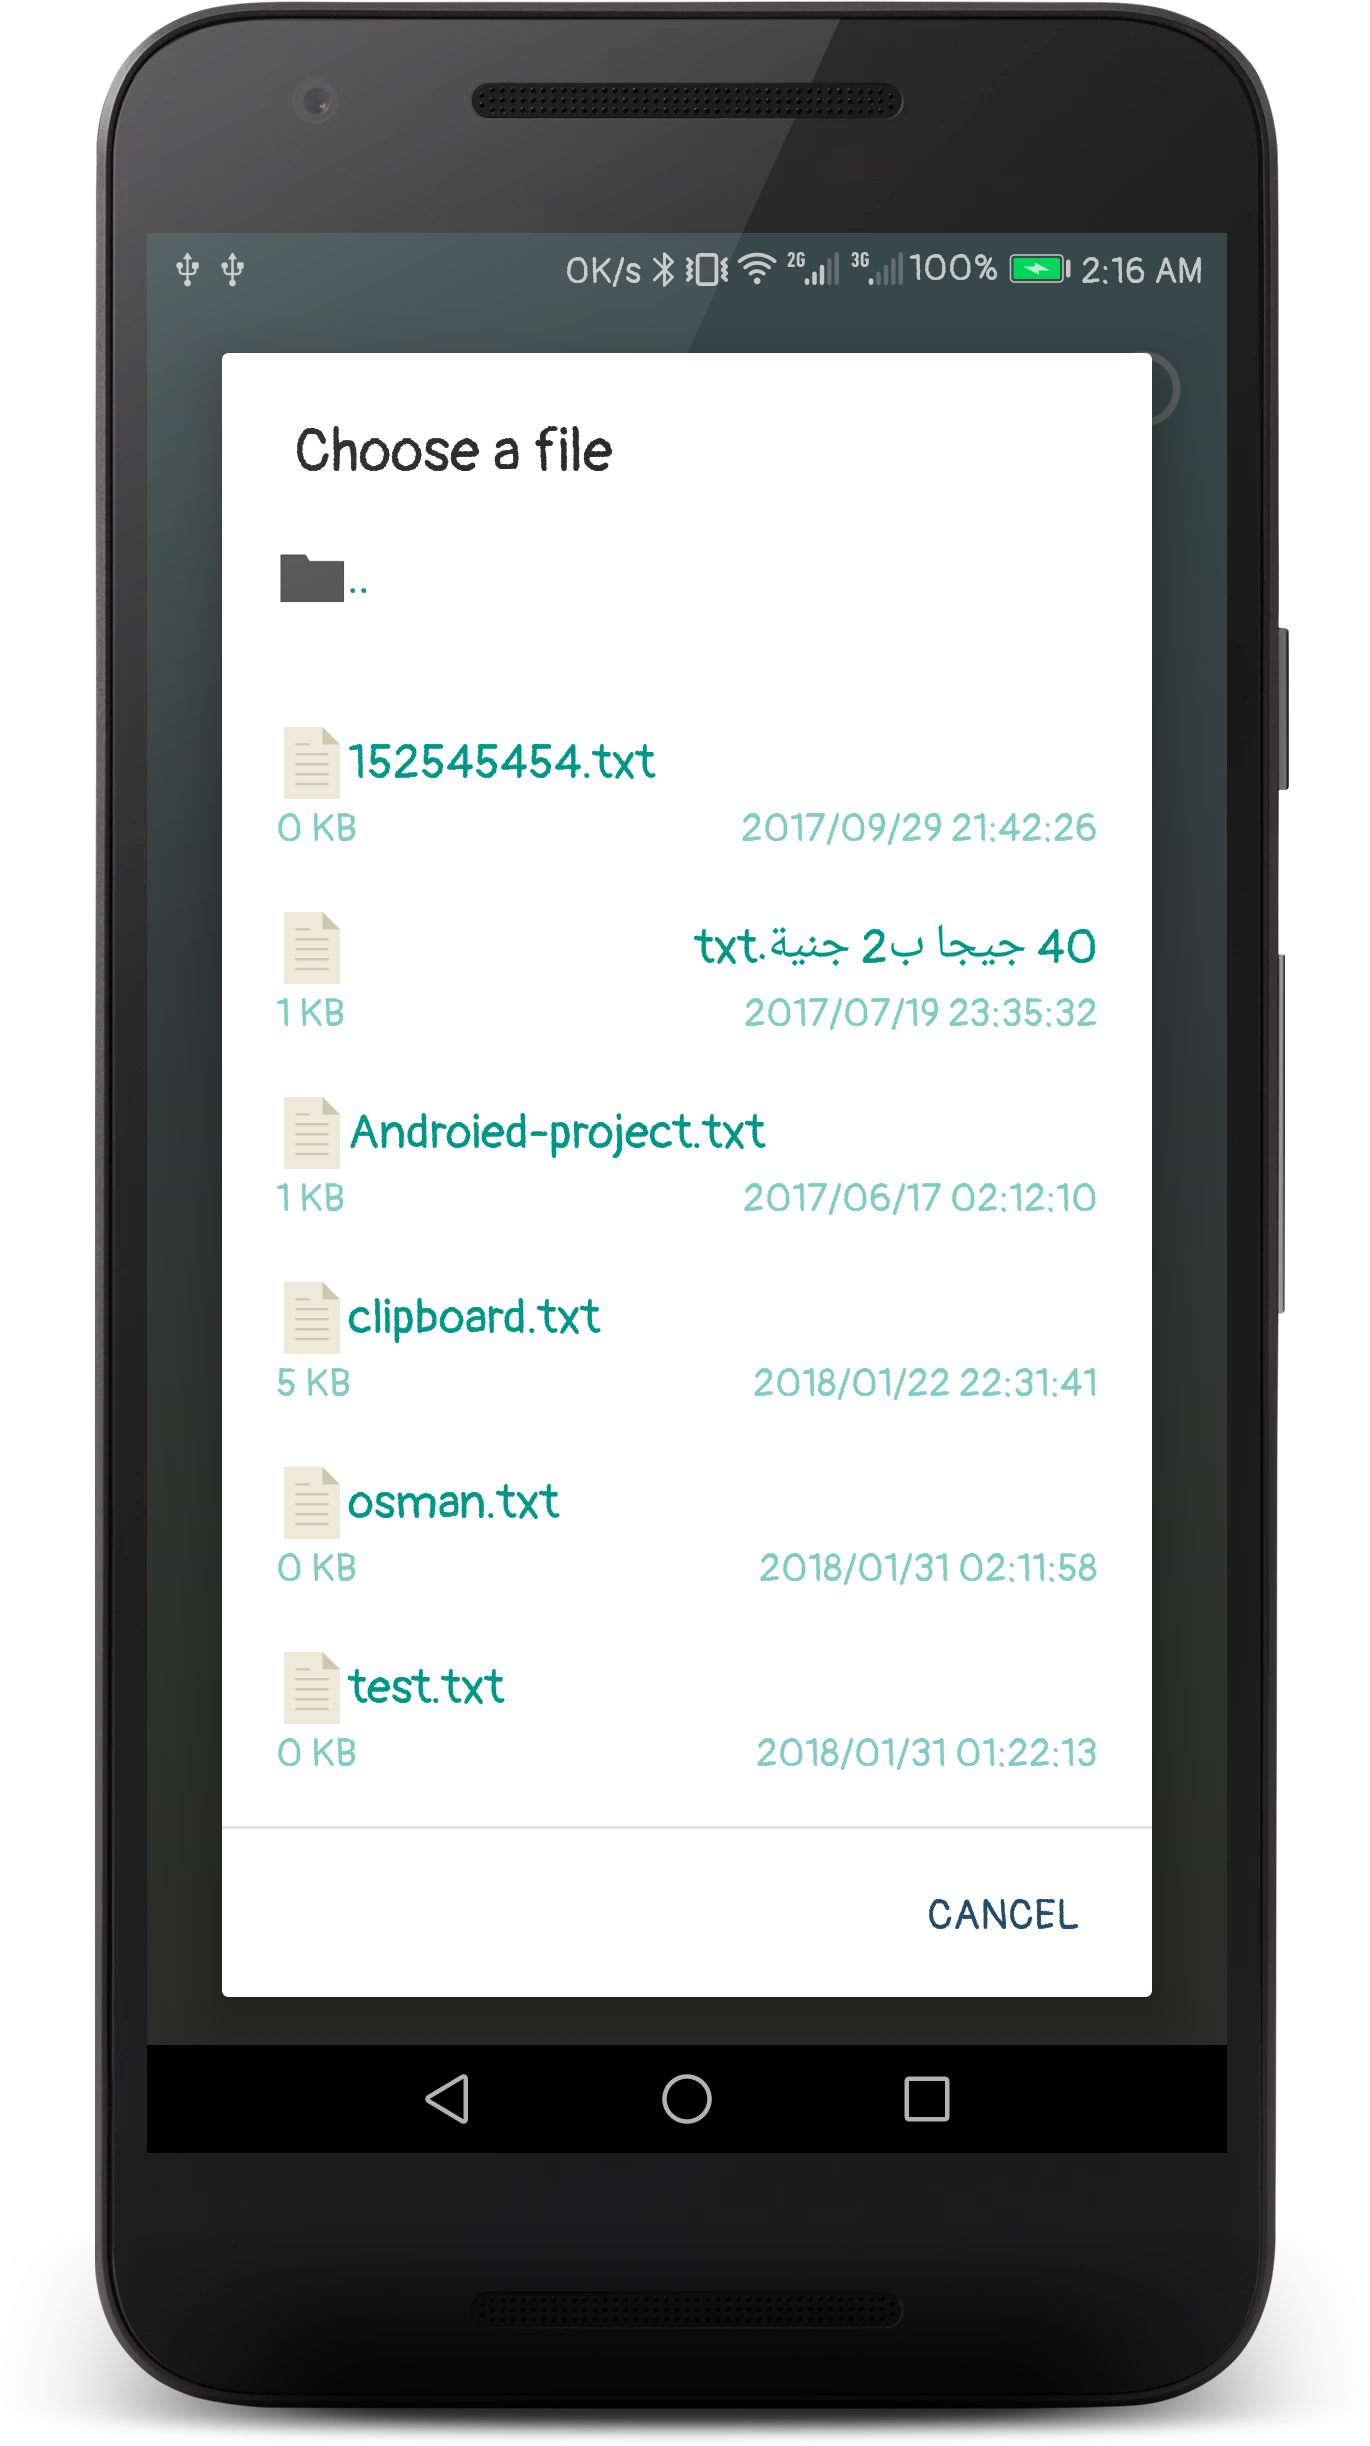 0K/s 2G 3G 100% 2:16 AM
Choose a file
..
152545454.txt
0 KB 2017/09/29 21:42:26
40 جيجا ب2 جنية.txt
1 KB 2017/07/19 23:35:32
Androied-project.txt
1 KB 2017/06/17 02:12:10
clipboard.txt
5 KB 2018/01/22 22:31:41
osman.txt
0 KB 2018/01/31 02:11:58
test.txt
0 KB 2018/01/31 01:22:13
CANCEL